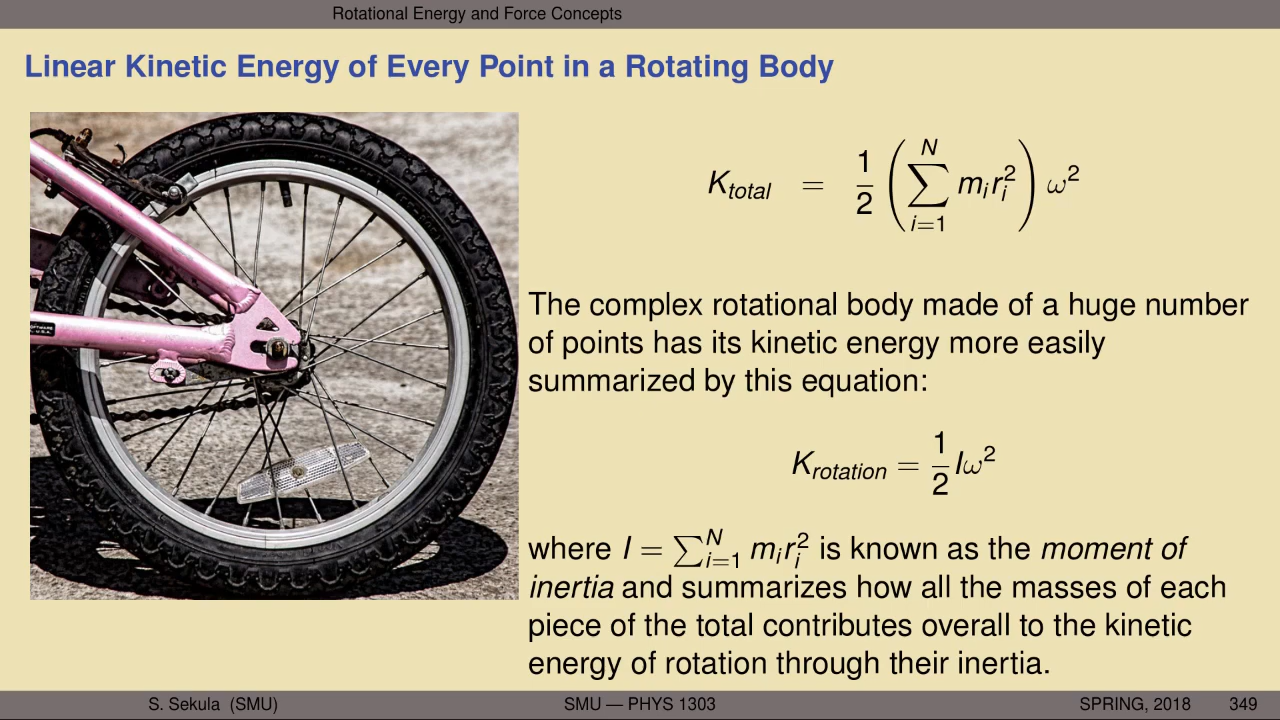 Rotational Energy and Force Concepts
Linear Kinetic Energy of Every Point in a Rotating Body
K_total = 1/2 (∑_{i=1}^{N} m_i r_i^2) ω^2
The complex rotational body made of a huge number
of points has its kinetic energy more easily
summarized by this equation:
K_rotation = 1/2 Iω^2
where I = ∑_{i=1}^{N} m_i r_i^2 is known as the moment of
inertia and summarizes how all the masses of each
piece of the total contributes overall to the kinetic
energy of rotation through their inertia.
S. Sekula (SMU) SMU — PHYS 1303 SPRING, 2018 349